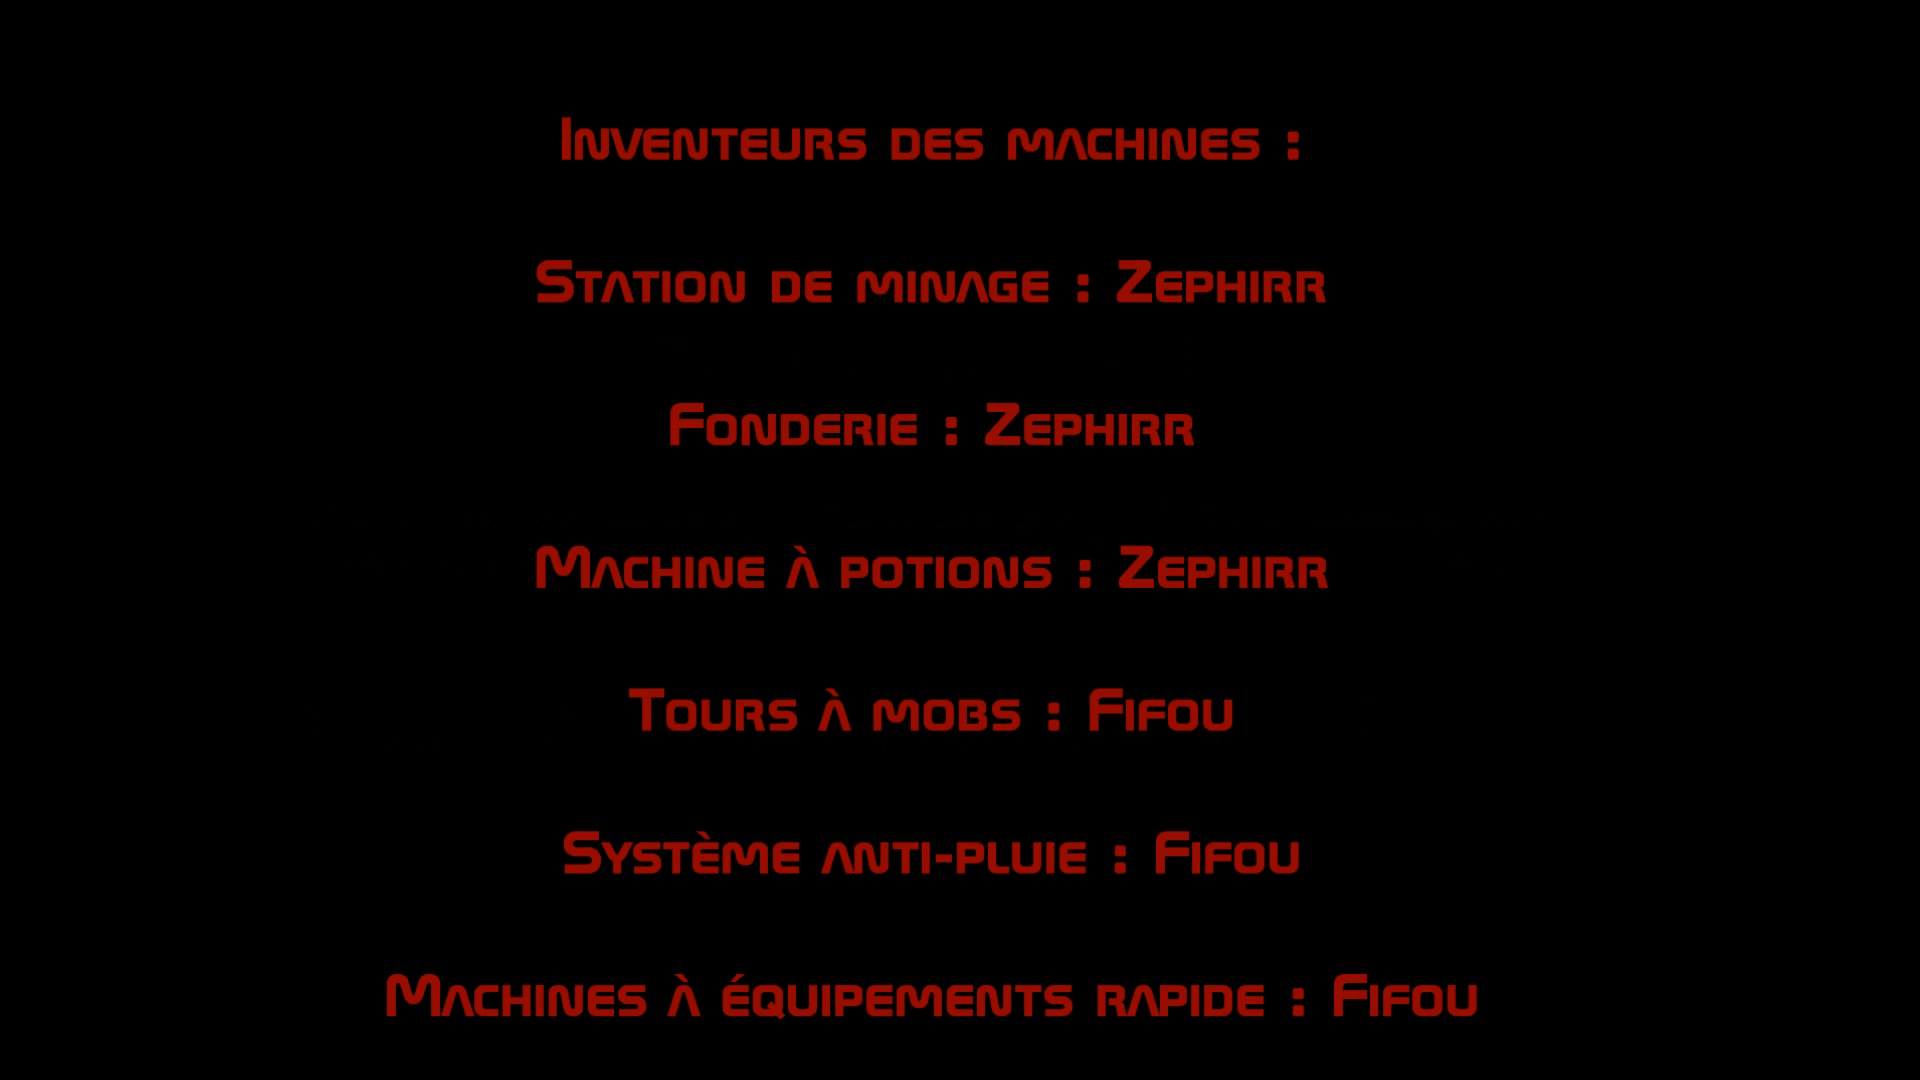 Inventeurs des machines :
Station de minage : Zephirr
Fonderie : Zephirr
Machine à potions : Zephirr
Tours à mobs : Fifou
Système anti-pluie : Fifou
Machines à équipements rapide : Fifou